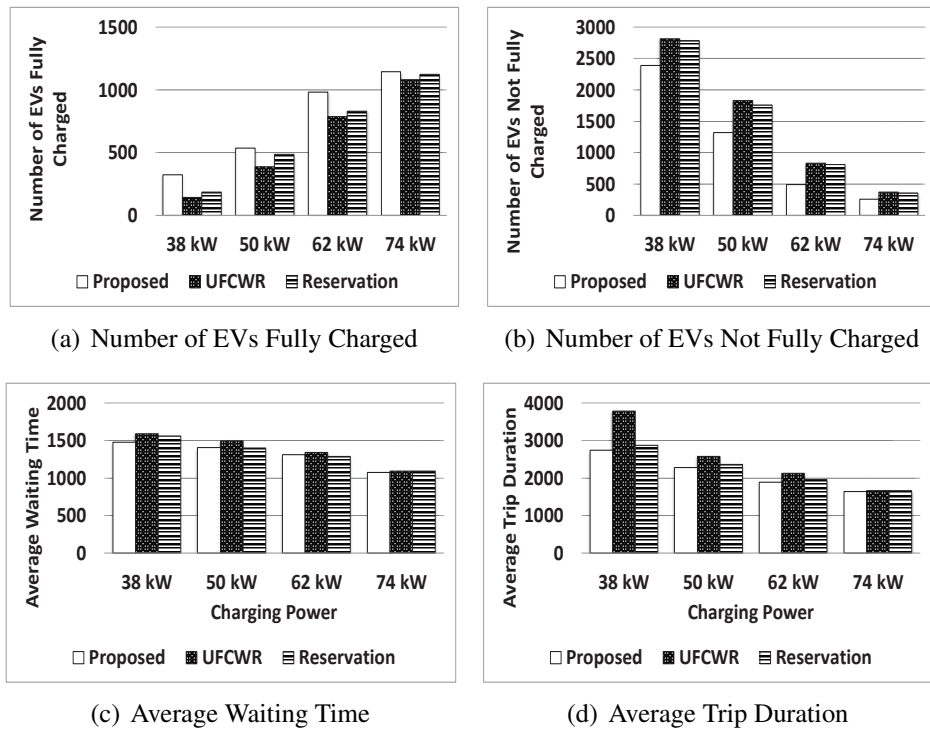 1500
1000
500
0
Number of EVs Fully
Charged
38 kW 50 kW 62 kW 74 kW
Proposed UFCWR Reservation
(a) Number of EVs Fully Charged
3000
2500
2000
1500
1000
500
0
Number of EVs Not Fully
Charged
38 kW 50 kW 62 kW 74 kW
Proposed UFCWR Reservation
(b) Number of EVs Not Fully Charged
2000
1500
1000
500
0
Average Waiting Time
38 kW 50 kW 62 kW 74 kW
Charging Power
Proposed UFCWR Reservation
(c) Average Waiting Time
4000
3000
2000
1000
0
Average Trip Duration
38 kW 50 kW 62 kW 74 kW
Charging Power
Proposed UFCWR Reservation
(d) Average Trip Duration